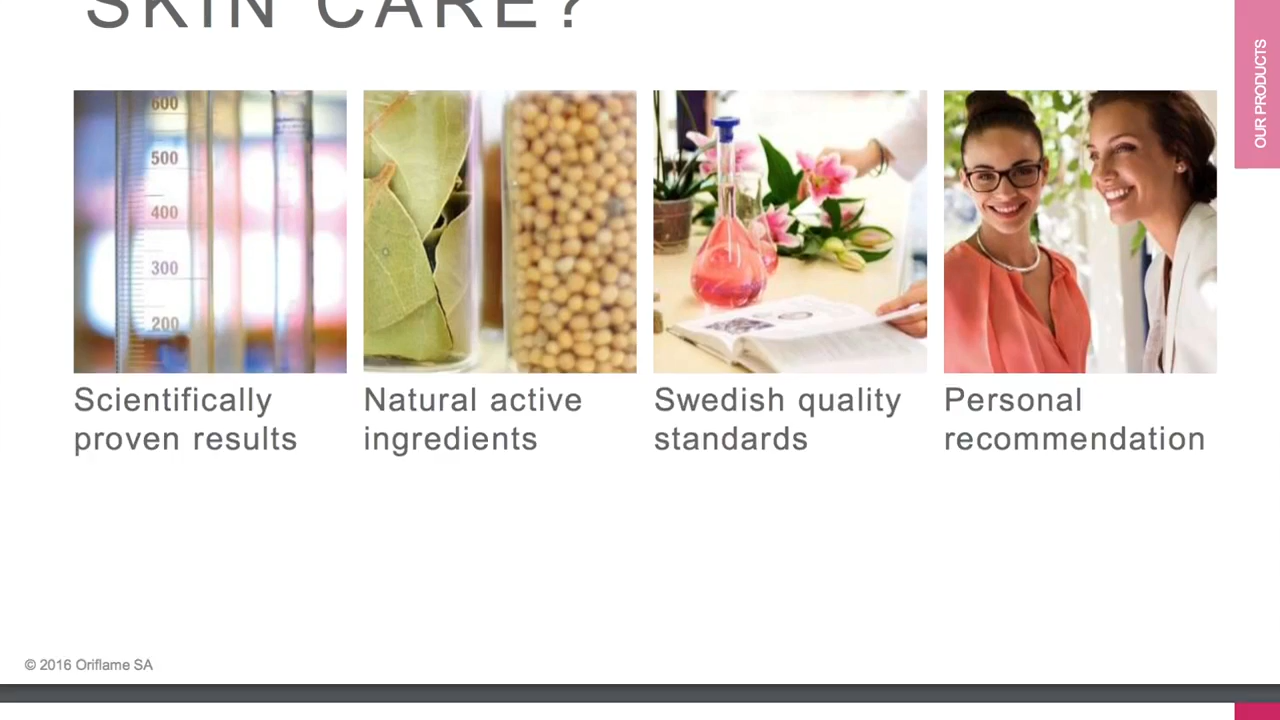 SKIN CARE?
OUR PRODUCTS
600
500
400
300
200
Scientifically
proven results
Natural active
ingredients
Swedish quality
standards
Personal
recommendation
© 2016 Oriflame SA